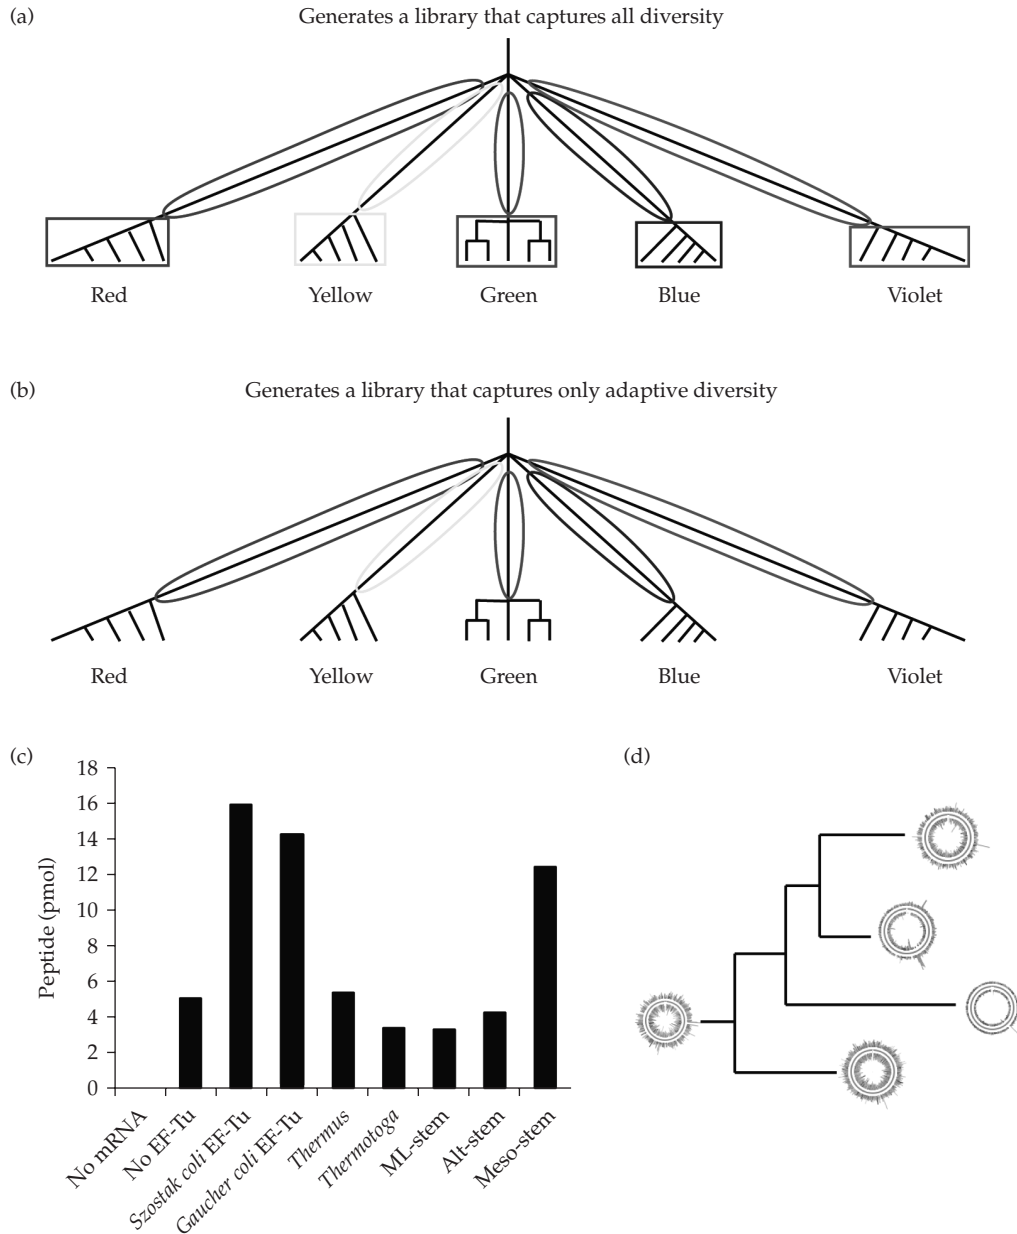 (a)
Generates a library that captures all diversity
Red
Yellow
Green
Blue
Violet
(b)
Generates a library that captures only adaptive diversity
Red
Yellow
Green
Blue
Violet
(c)
Peptide (pmol)
18
16
14
12
10
8
6
4
2
0
No mRNA
No EF-Tu
Szostak coli EF-Tu
Gaucher coli EF-Tu
Thermus
Thermotoga
ML-stem
Alt-stem
Meso-stem
(d)